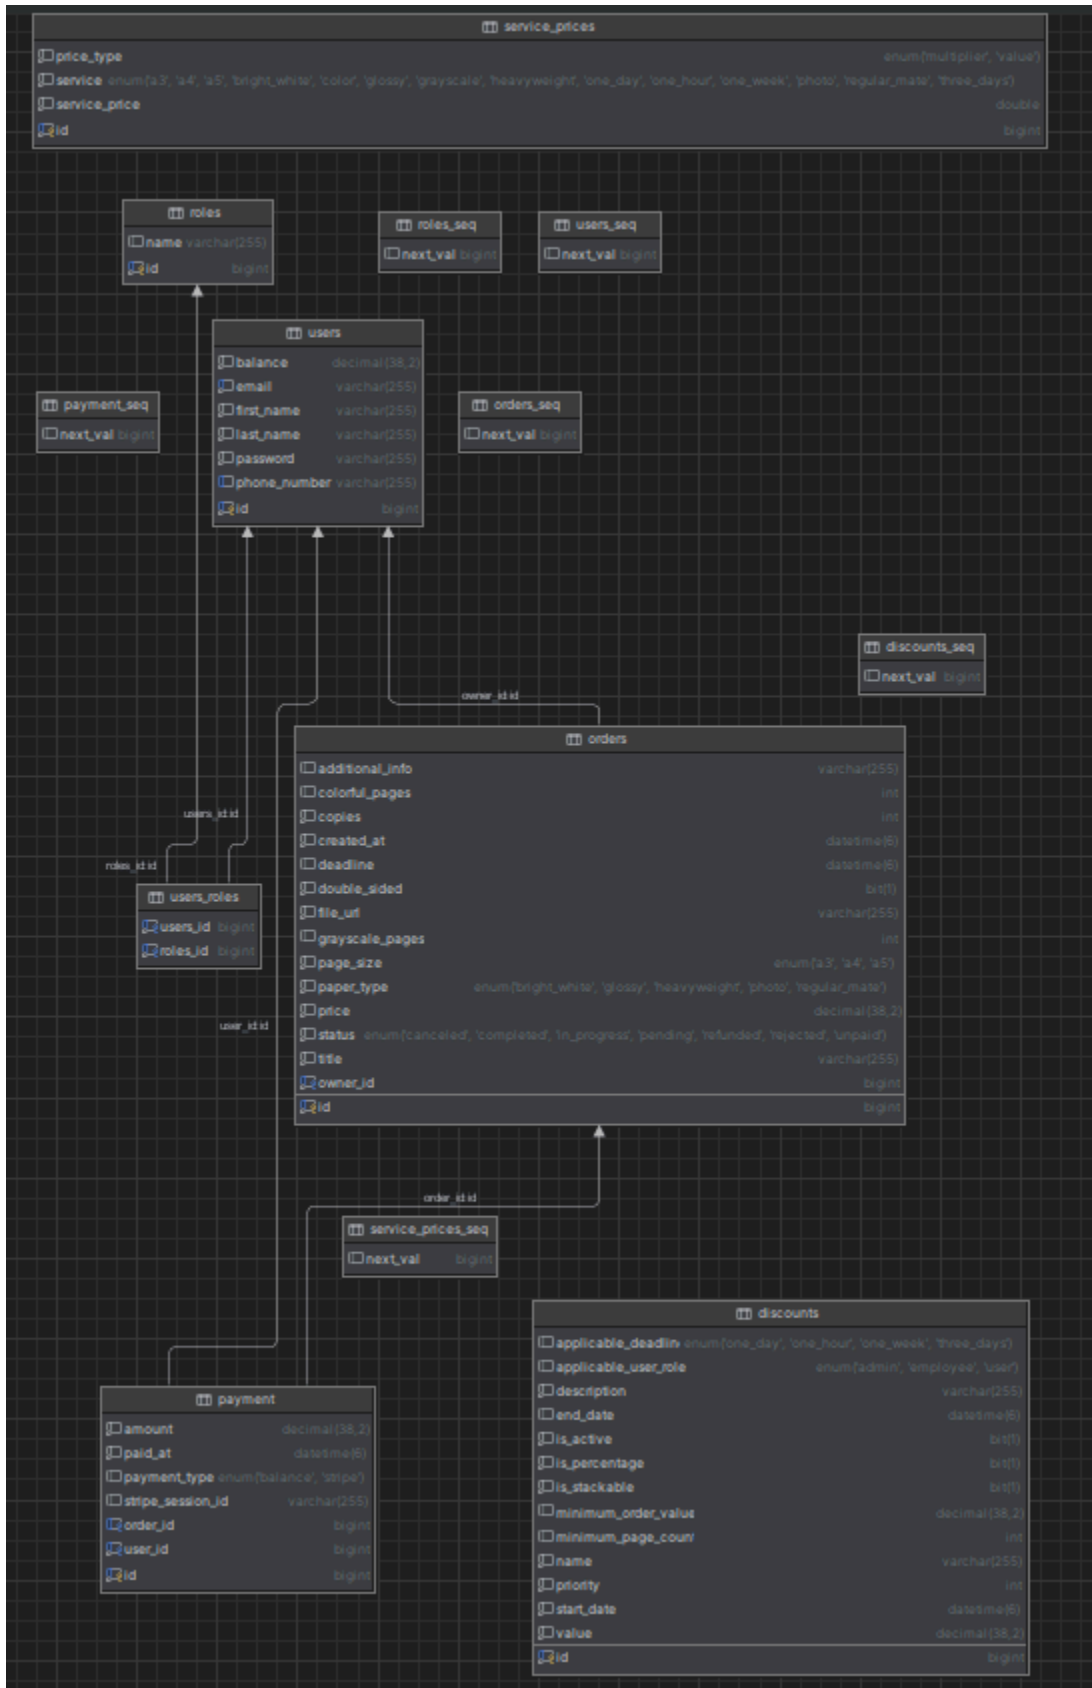 service_prices
price_type enum('multiplier', 'value')
service enum('a3', 'a4', 'a5', 'bright_white', 'color', 'glossy', 'grayscale', 'heavyweight', 'one_day', 'one_hour', 'one_week', 'photo', 'regular_mate', 'three_days')
service_price double
id bigint
roles
name varchar(255)
id bigint
roles_seq
next_val bigint
users_seq
next_val bigint
users
balance decimal(38,2)
email varchar(255)
first_name varchar(255)
last_name varchar(255)
password varchar(255)
phone_number varchar(255)
id bigint
payment_seq
next_val bigint
orders_seq
next_val bigint
discounts_seq
next_val bigint
owner_id:id
orders
additional_info varchar(255)
colorful_pages int
copies int
created_at datetime(6)
deadline datetime(6)
double_sided bit(1)
file_url varchar(255)
grayscale_pages int
page_size enum('a3', 'a4', 'a5')
paper_type enum('bright_white', 'glossy', 'heavyweight', 'photo', 'regular_mate')
price decimal(38,2)
status enum('canceled', 'completed', 'in_progress', 'pending', 'refunded', 'rejected', 'unpaid')
title varchar(255)
owner_id bigint
id bigint
users_id:id
roles_id:id
users_roles
users_id bigint
roles_id bigint
user_id:id
order_id:id
service_prices_seq
next_val bigint
payment
amount decimal(38,2)
paid_at datetime(6)
payment_type enum('balance', 'stripe')
stripe_session_id varchar(255)
order_id bigint
user_id bigint
id bigint
discounts
applicable_deadlin enum('one_day', 'one_hour', 'one_week', 'three_days')
applicable_user_role enum('admin', 'employee', 'user')
description varchar(255)
end_date datetime(6)
is_active bit(1)
is_percentage bit(1)
is_stackable bit(1)
minimum_order_value decimal(38,2)
minimum_page_coun int
name varchar(255)
priority int
start_date datetime(6)
value decimal(38,2)
id bigint